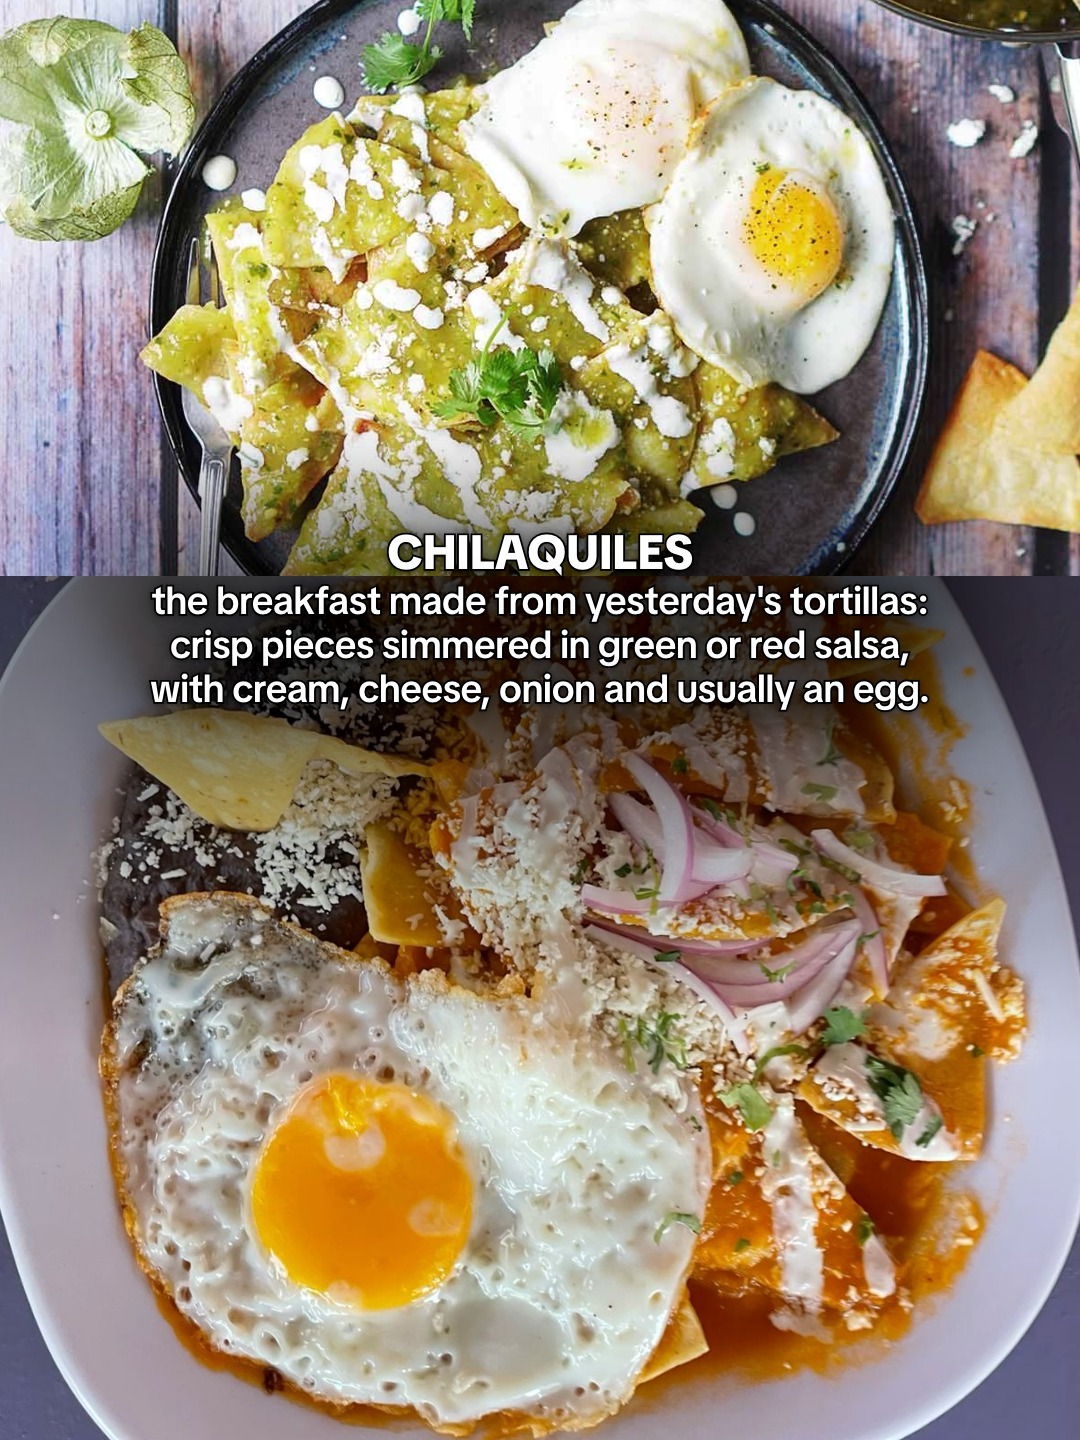 CHILAQUILES
the breakfast made from yesterday's tortillas:
crisp pieces simmered in green or red salsa,
with cream, cheese, onion and usually an egg.